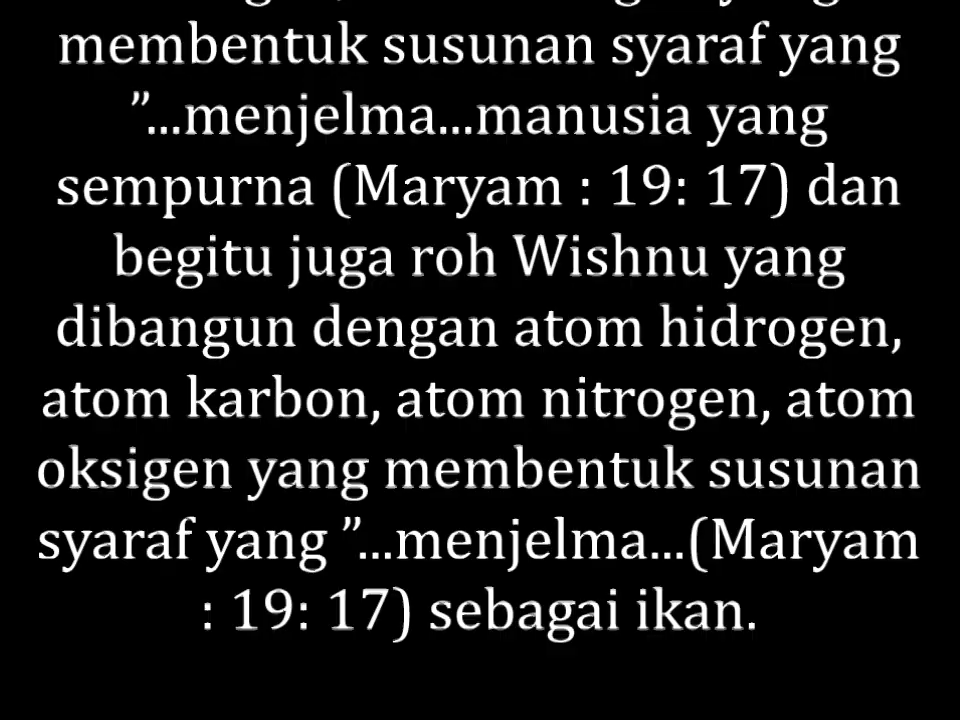 membentuk susunan syaraf yang
”...menjelma...manusia yang
sempurna (Maryam : 19: 17) dan
begitu juga roh Wishnu yang
dibangun dengan atom hidrogen,
atom karbon, atom nitrogen, atom
oksigen yang membentuk susunan
syaraf yang ”...menjelma...(Maryam
: 19: 17) sebagai ikan.